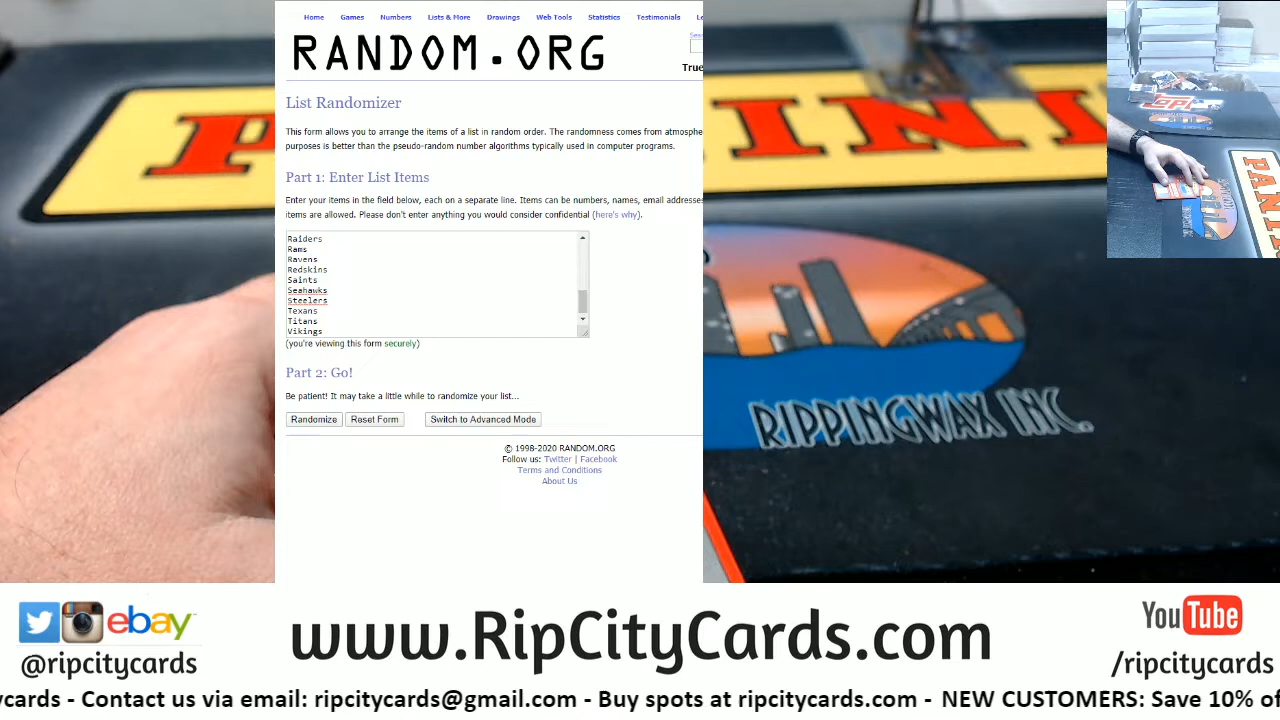 Home Games Numbers Lists & More Drawings Web Tools Statistics Testimonials Le
RANDOM.ORG
Sea
True
List Randomizer
This form allows you to arrange the items of a list in random order. The randomness comes from atmosphe
purposes is better than the pseudo-random number algorithms typically used in computer programs.
Part 1: Enter List Items
Enter your items in the field below, each on a separate line. Items can be numbers, names, email addresse
items are allowed. Please don't enter anything you would consider confidential (here's why).
Raiders
Rams
Ravens
Redskins
Saints
Seahawks
Steelers
Texans
Titans
Vikings
(you're viewing this form securely)
Part 2: Go!
Be patient! It may take a little while to randomize your list...
Randomize Reset Form Switch to Advanced Mode
© 1998-2020 RANDOM.ORG
Follow us: Twitter | Facebook
Terms and Conditions
About Us
P
INI
PANI
RIPPINGWAX INC.
ebay™
@ripcitycards
www.RipCityCards.com
YouTube
/ripcitycards
ycards - Contact us via email: ripcitycards@gmail.com - Buy spots at ripcitycards.com - NEW CUSTOMERS: Save 10% of